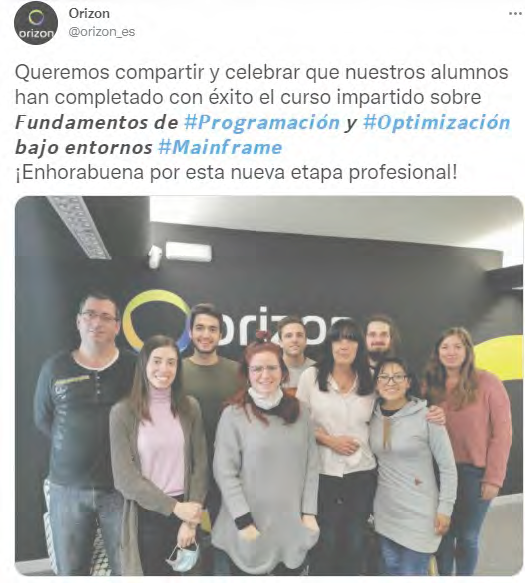 Orizon
orizon
@orizon_es
Queremos compartir y celebrar que nuestros alumnos
han completado con éxito el curso impartido sobre
Fundamentos de #Programación y #Optimización
bajo entornos #Mainframe
¡Enhorabuena por esta nueva etapa profesional!
orizon